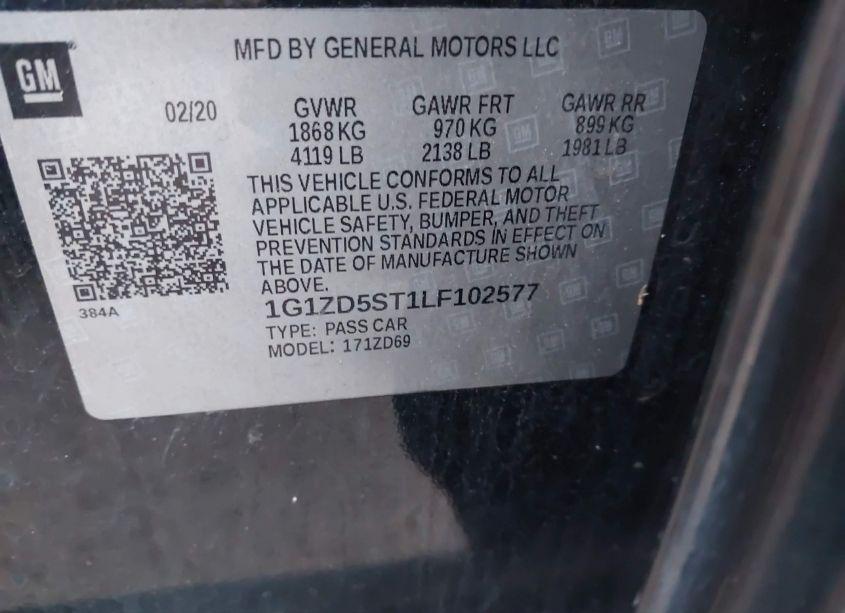 GM
MFD BY GENERAL MOTORS LLC
02/20
GVWR GAWR FRT GAWR RR
1868 KG 970 KG 899 KG
4119 LB 2138 LB 1981 LB
THIS VEHICLE CONFORMS TO ALL
APPLICABLE U.S. FEDERAL MOTOR
VEHICLE SAFETY, BUMPER, AND THEFT
PREVENTION STANDARDS IN EFFECT ON
THE DATE OF MANUFACTURE SHOWN
ABOVE.
384A
1G1ZD5ST1LF102577
TYPE: PASS CAR
MODEL: 171ZD69